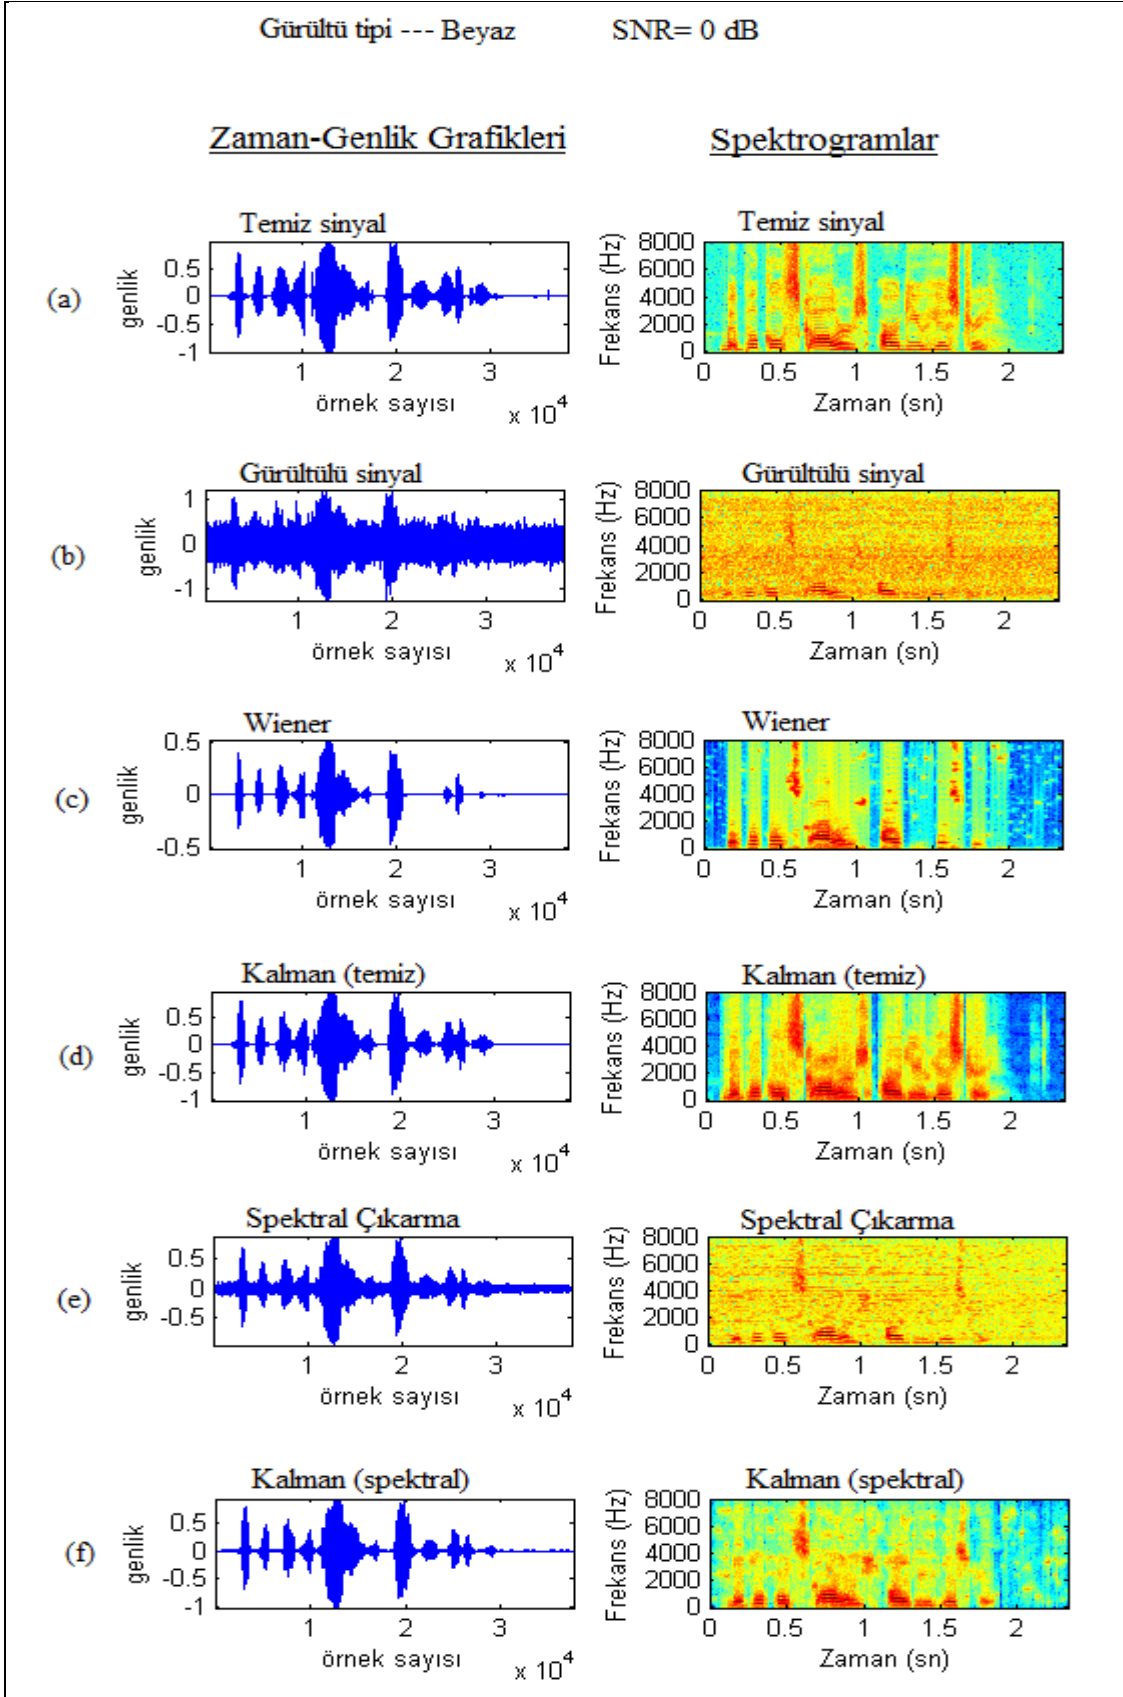 Gürültü tipi --- Beyaz SNR= 0 dB
Zaman-Genlik Grafikleri Spektrogramlar
(a)
Temiz sinyal
genlik
0.5
0
-0.5
-1
1 2 3
örnek sayısı
x 10^4
Temiz sinyal
Frekans (Hz)
8000
6000
4000
2000
0
0 0.5 1 1.5 2
Zaman (sn)
(b)
Gürültülü sinyal
genlik
1
0
-1
1 2 3
örnek sayısı
x 10^4
Gürültülü sinyal
Frekans (Hz)
8000
6000
4000
2000
0
0 0.5 1 1.5 2
Zaman (sn)
(c)
Wiener
genlik
0.5
0
-0.5
1 2 3
örnek sayısı
x 10^4
Wiener
Frekans (Hz)
8000
6000
4000
2000
0
0 0.5 1 1.5 2
Zaman (sn)
(d)
Kalman (temiz)
genlik
0.5
0
-0.5
-1
1 2 3
örnek sayısı
x 10^4
Kalman (temiz)
Frekans (Hz)
8000
6000
4000
2000
0
0 0.5 1 1.5 2
Zaman (sn)
(e)
Spektral Çıkarma
genlik
0.5
0
-0.5
1 2 3
örnek sayısı
x 10^4
Spektral Çıkarma
Frekans (Hz)
8000
6000
4000
2000
0
0 0.5 1 1.5 2
Zaman (sn)
(f)
Kalman (spektral)
genlik
0.5
0
-0.5
-1
1 2 3
örnek sayısı
x 10^4
Kalman (spektral)
Frekans (Hz)
8000
6000
4000
2000
0
0 0.5 1 1.5 2
Zaman (sn)